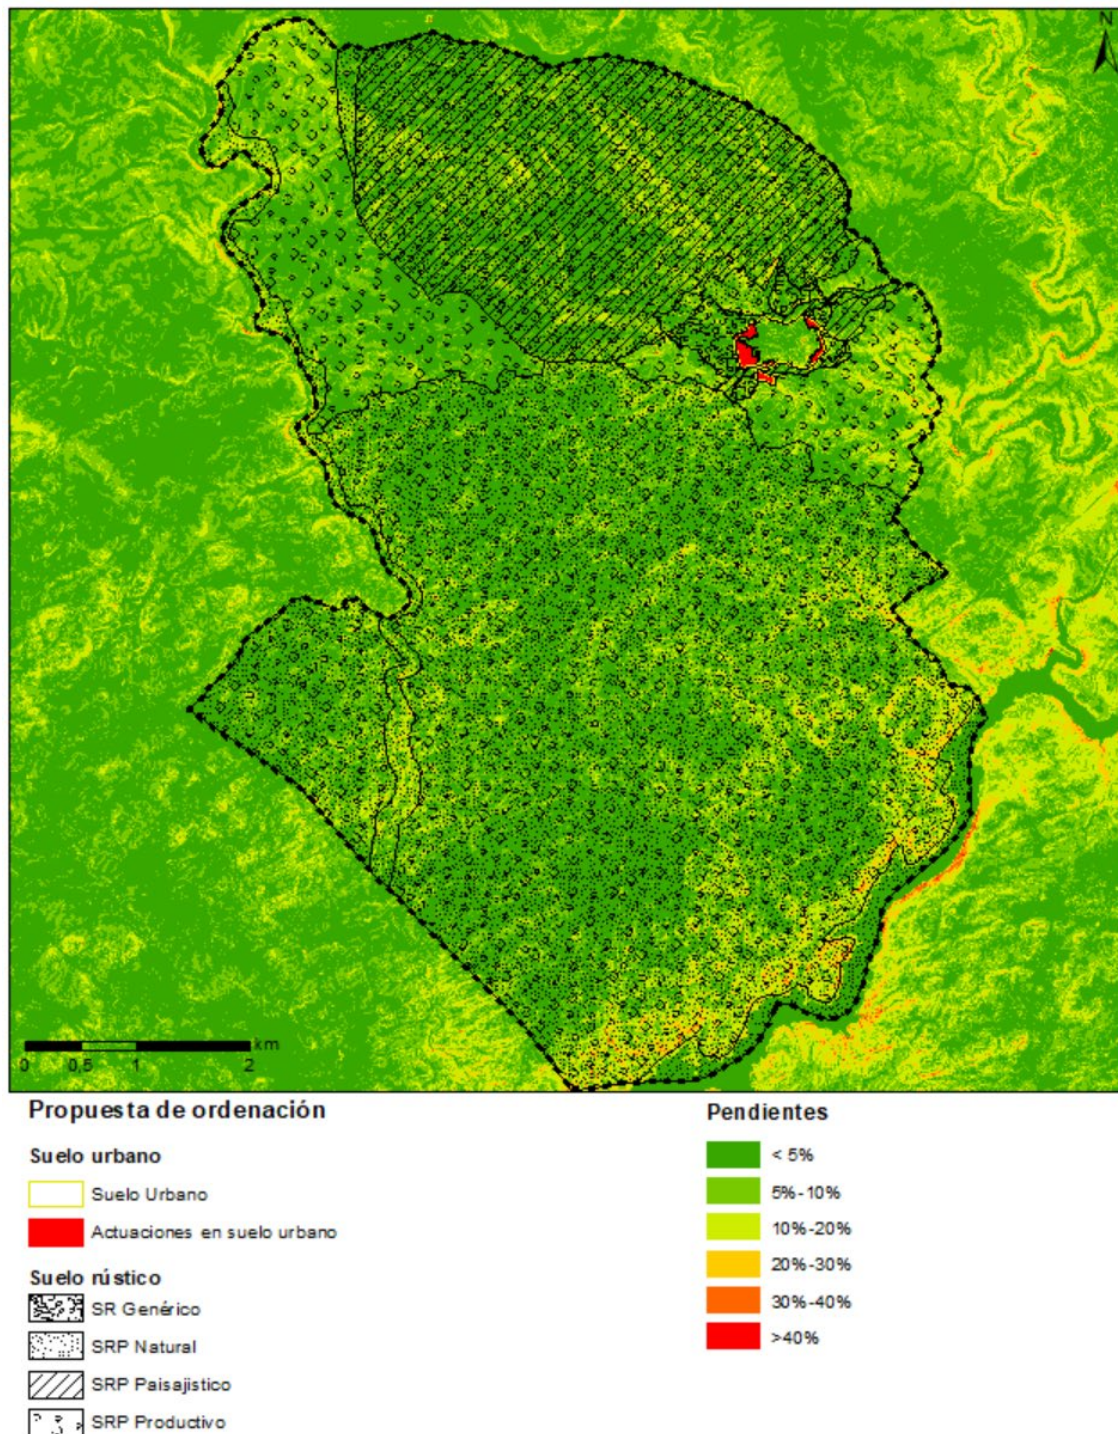 N
km
0 0,5 1 2
Propuesta de ordenación
Suelo urbano
Suelo Urbano
Actuaciones en suelo urbano
Suelo rústico
SR Genérico
SRP Natural
SRP Paisajistico
SRP Productivo
Pendientes
< 5%
5%-10%
10%-20%
20%-30%
30%-40%
>40%